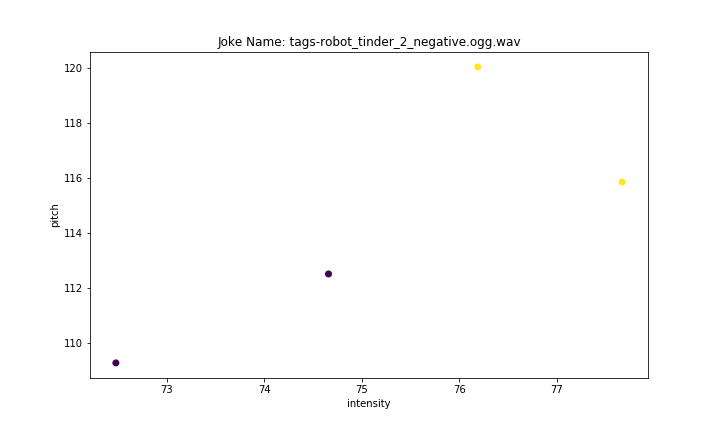 Joke Name: tags-robot_tinder_2_negative.ogg.wav
120
118
116
114
112
110
pitch
73 74 75 76 77
intensity